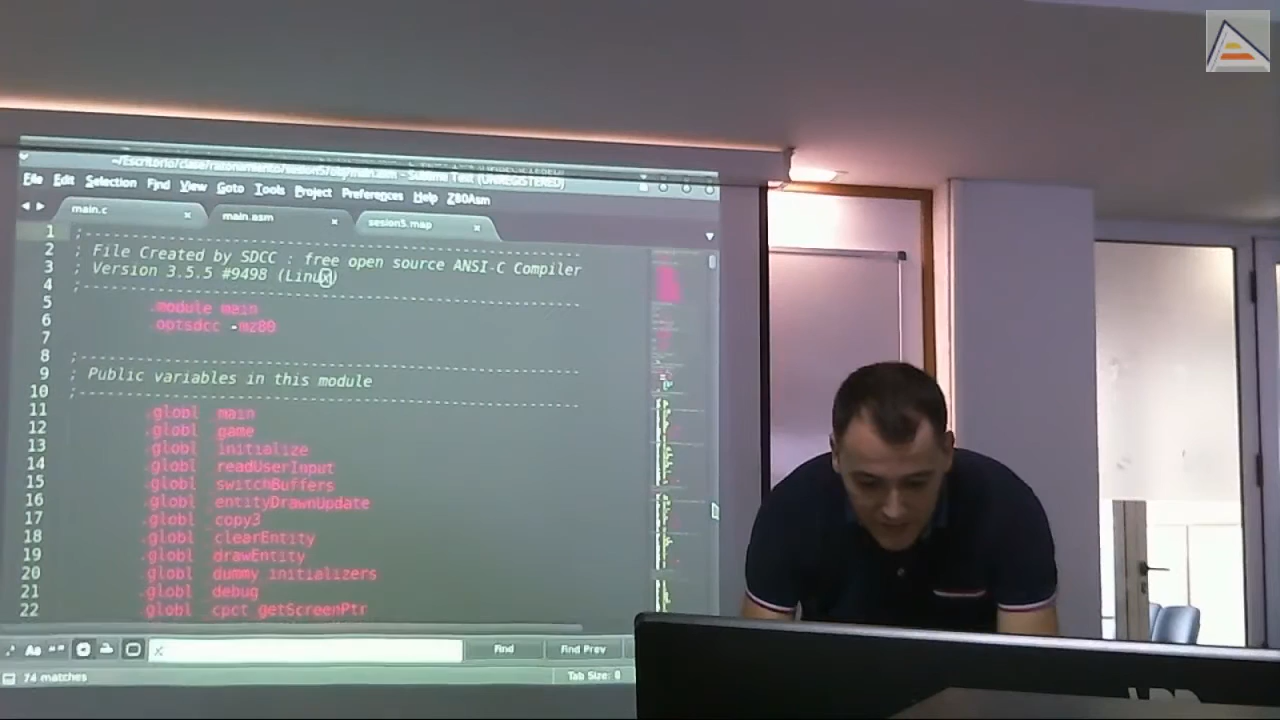 ~/Escritorio/clase/razonamiento/sesion5/obj/main.asm - Sublime Text (UNREGISTERED)
File Edit Selection Find View Goto Tools Project Preferences Help Z80Asm
main.c × main.asm × sesion5.map ×
1 ;--------------------------------------------------------
2 ; File Created by SDCC : free open source ANSI-C Compiler
3 ; Version 3.5.5 #9498 (Linux)
4 ;--------------------------------------------------------
5 .module main
6 .optsdcc -mz80
7
8 ;--------------------------------------------------------
9 ; Public variables in this module
10 ;--------------------------------------------------------
11 .globl _main
12 .globl _game
13 .globl _initialize
14 .globl _readUserInput
15 .globl _switchBuffers
16 .globl _entityDrawnUpdate
17 .globl _copy3
18 .globl _clearEntity
19 .globl _drawEntity
20 .globl _dummy_initializers
21 .globl _debug
22 .globl _cpct_getScreenPtr
.* Aa "" x Find Find Prev
74 matches Tab Size: 8